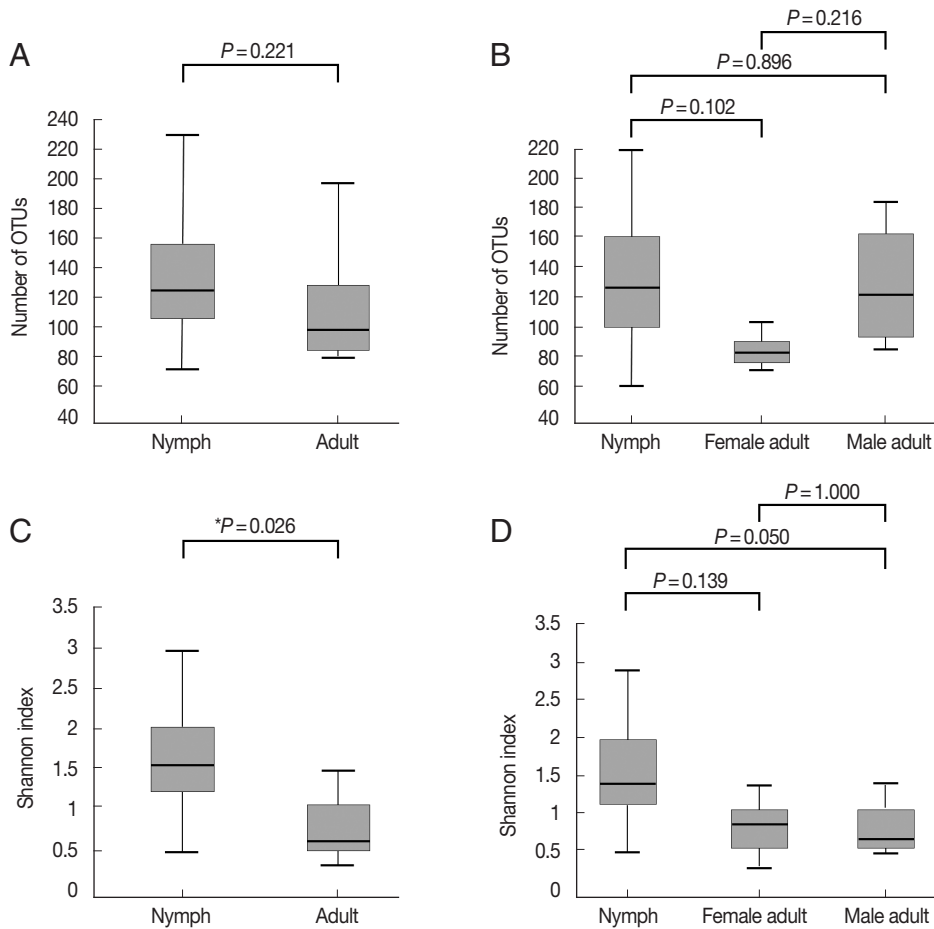 A
P=0.221
Number of OTUs
240
220
200
180
160
140
120
100
80
60
40
Nymph Adult
B
P=0.216
P=0.896
P=0.102
Number of OTUs
220
200
180
160
140
120
100
80
60
40
Nymph Female adult Male adult
C
*P=0.026
Shannon index
3.5
3
2.5
2
1.5
1
0.5
0
Nymph Adult
D
P=1.000
P=0.050
P=0.139
Shannon index
3.5
3
2.5
2
1.5
1
0.5
0
Nymph Female adult Male adult